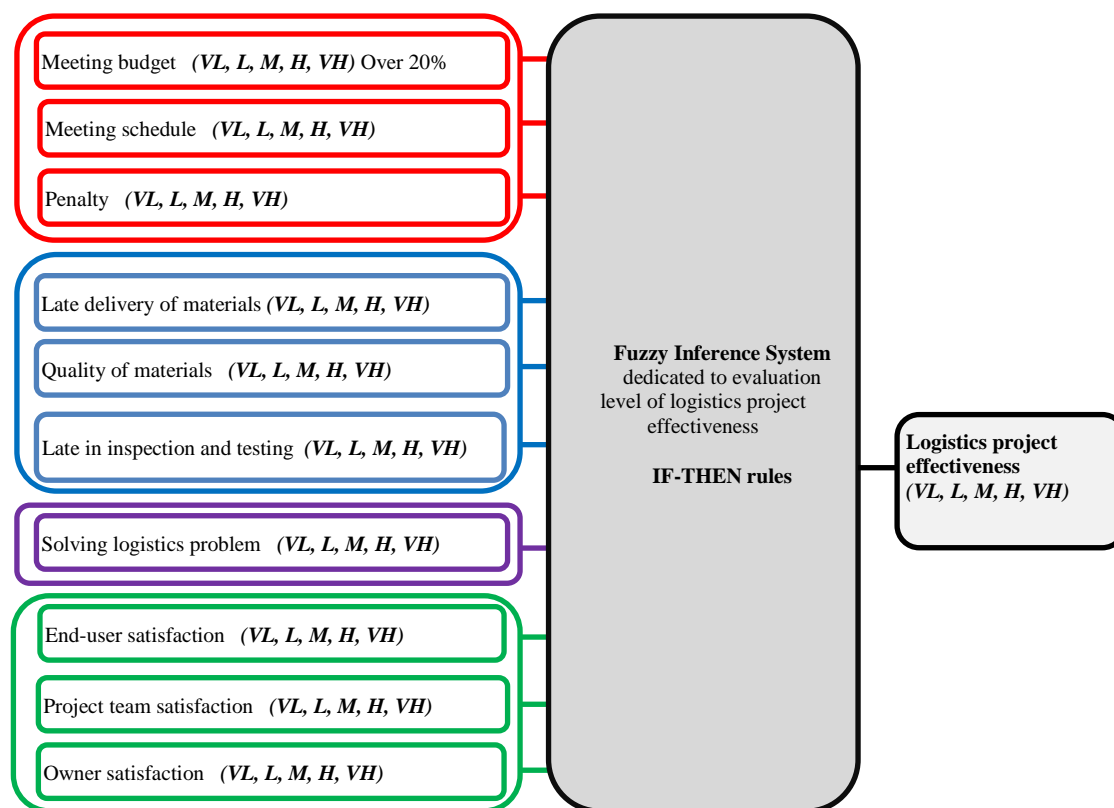 Meeting budget (VL, L, M, H, VH) Over 20%
Meeting schedule (VL, L, M, H, VH)
Penalty (VL, L, M, H, VH)
Late delivery of materials (VL, L, M, H, VH)
Quality of materials (VL, L, M, H, VH)
Late in inspection and testing (VL, L, M, H, VH)
Solving logistics problem (VL, L, M, H, VH)
End-user satisfaction (VL, L, M, H, VH)
Project team satisfaction (VL, L, M, H, VH)
Owner satisfaction (VL, L, M, H, VH)
Fuzzy Inference System
dedicated to evaluation
level of logistics project
effectiveness
IF-THEN rules
Logistics project
effectiveness
(VL, L, M, H, VH)